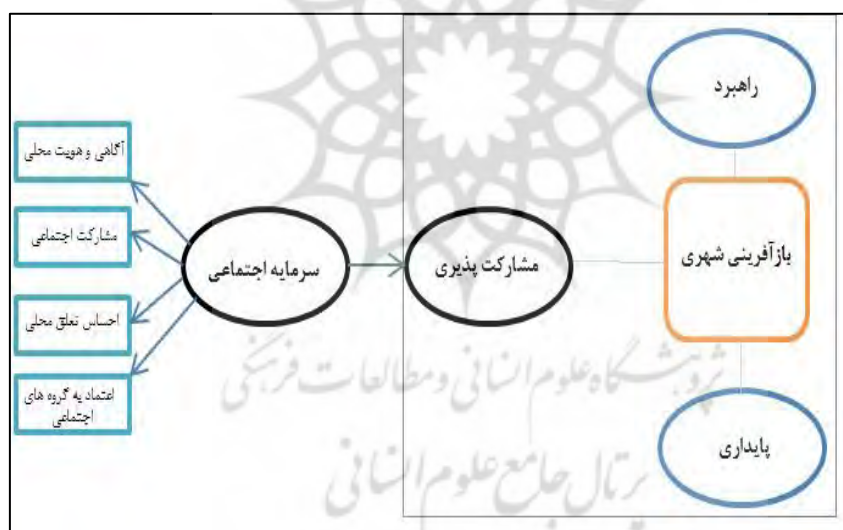 راهبرد
بازآفرینی شهری
پایداری
مشارکت پذیری
سرمایه اجتماعی
آگاهی و هویت محلی
مشارکت اجتماعی
احساس تعلق محلی
اعتماد به گروه های
اجتماعی
پژوهشگاه علوم انسانی و مطالعات فرهنگی
پرتال جامع علوم انسانی